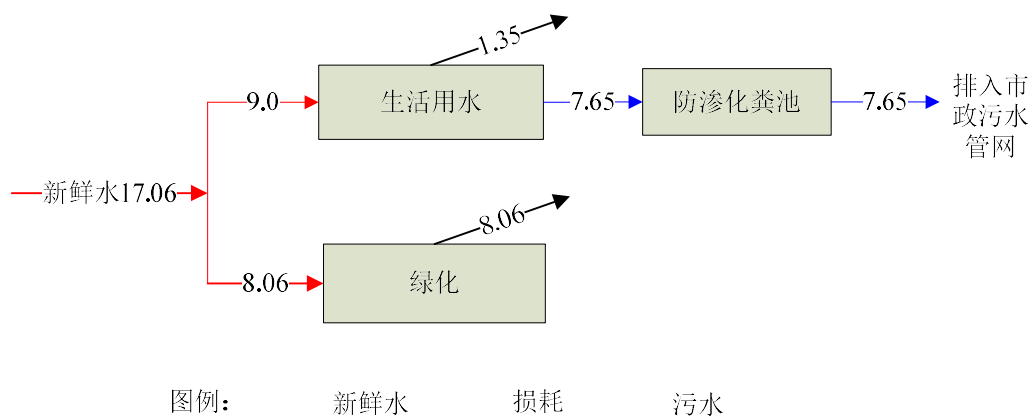 1.35
9.0
生活用水
7.65
防渗化粪池
7.65
排入市
政污水
管网
新鲜水17.06
8.06
8.06
绿化
图例： 新鲜水 损耗 污水